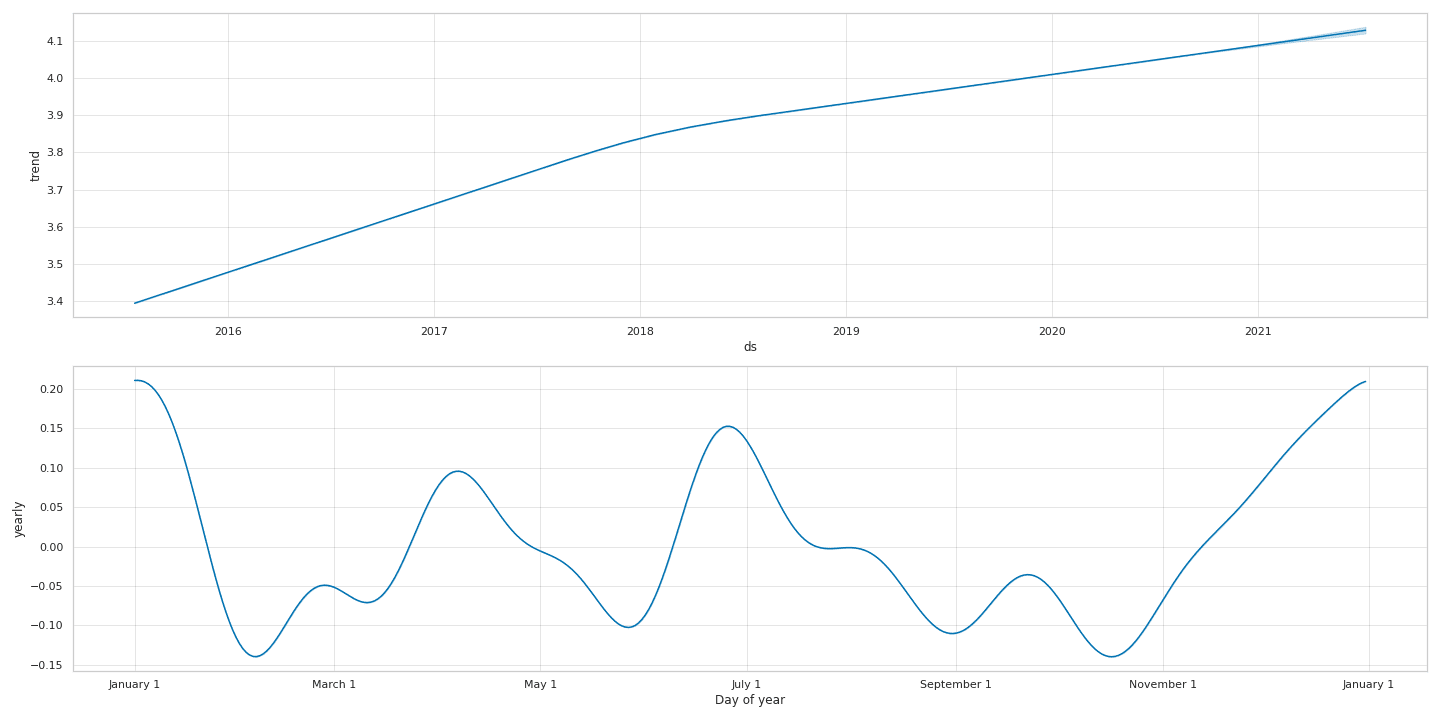 4.1
4.0
3.9
3.8
3.7
3.6
3.5
3.4
trend
2016 2017 2018 2019 2020 2021
ds
0.20
0.15
0.10
0.05
0.00
−0.05
−0.10
−0.15
yearly
January 1 March 1 May 1 July 1 September 1 November 1 January 1
Day of year